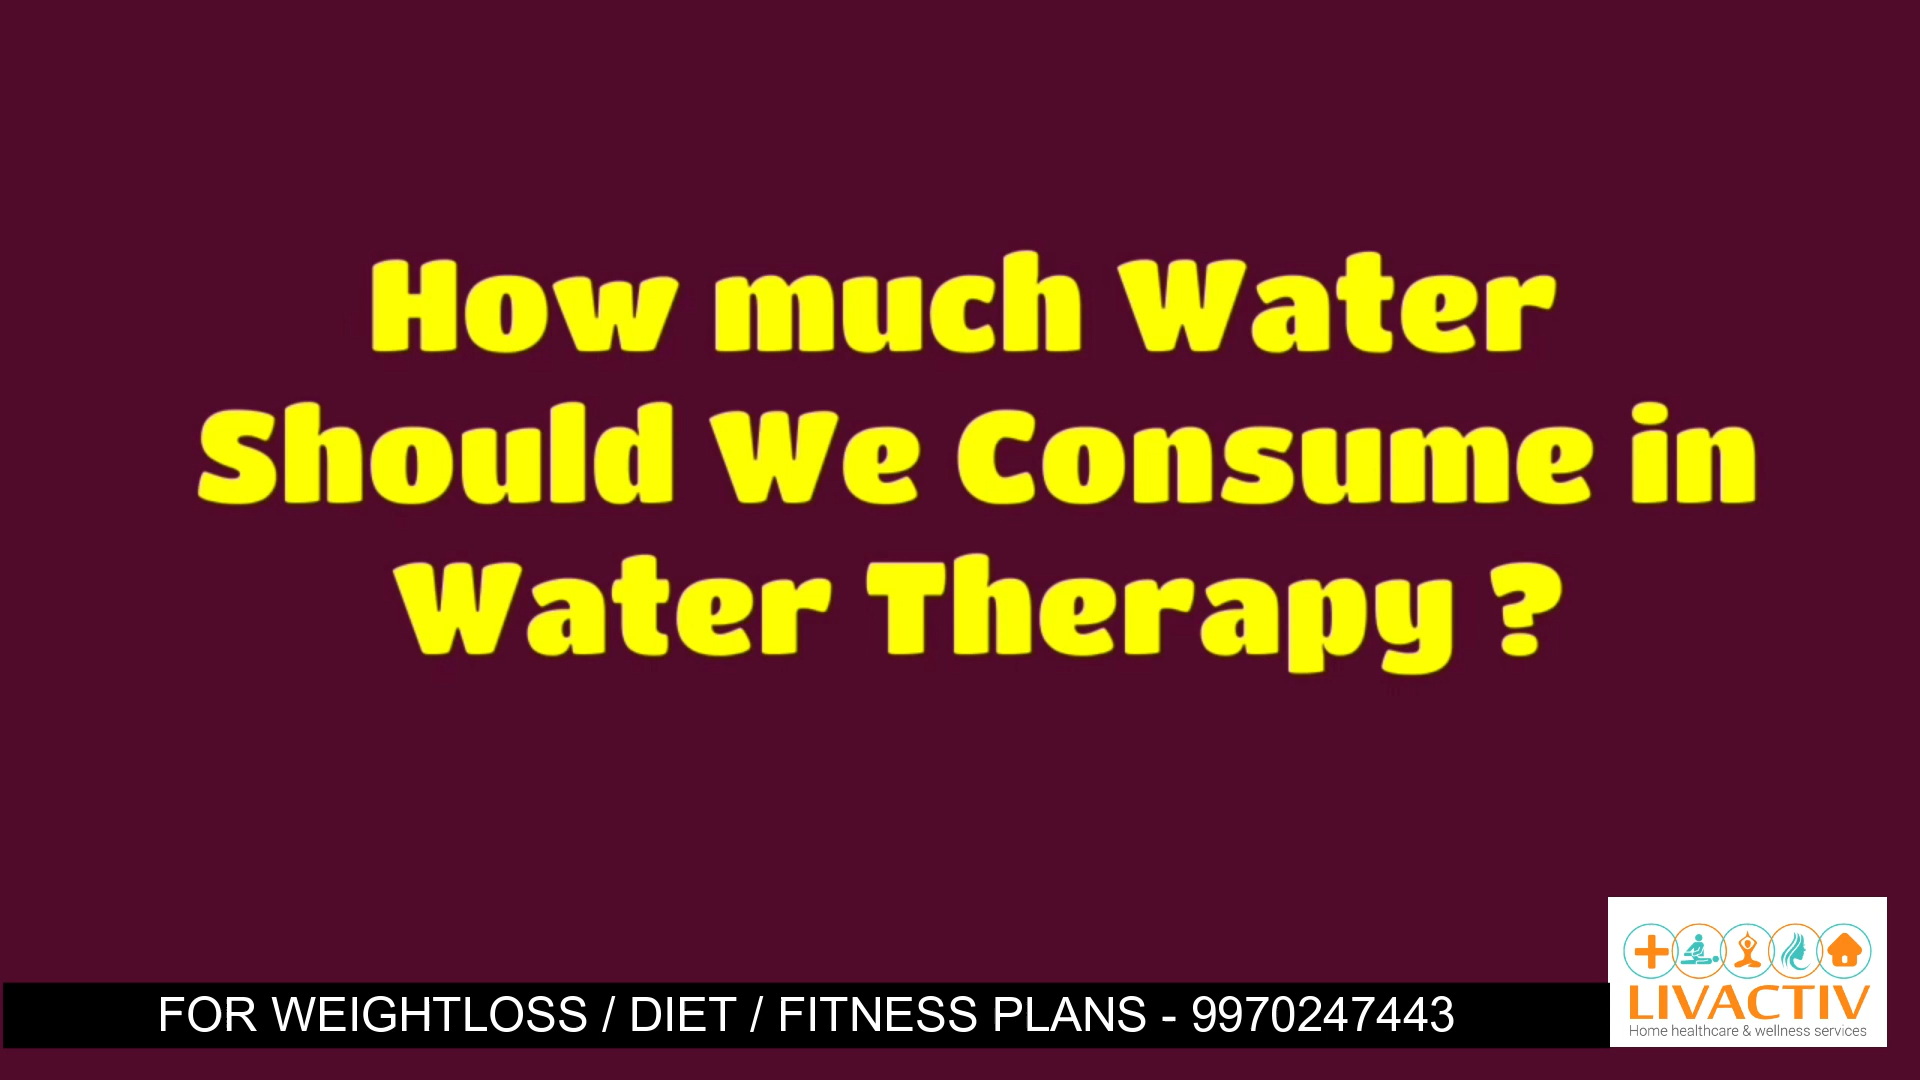 How much Water
Should We Consume in
Water Therapy ?
FOR WEIGHTLOSS / DIET / FITNESS PLANS - 9970247443
LIVACTIV
Home healthcare & wellness services